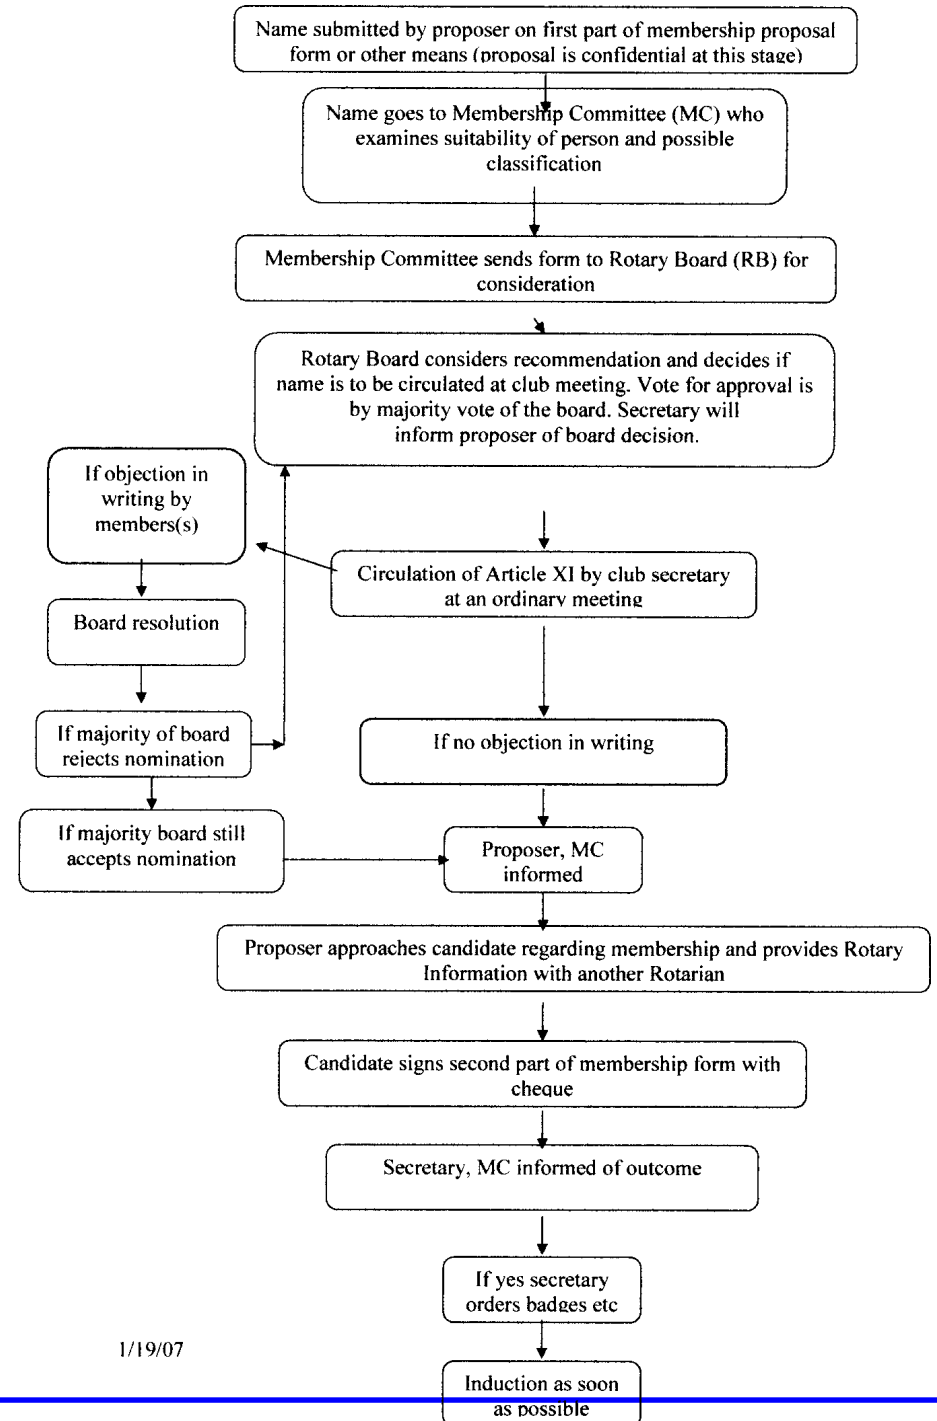 Name submitted by proposer on first part of membership proposal
form or other means (proposal is confidential at this stage)
Name goes to Membership Committee (MC) who
examines suitability of person and possible
classification
Membership Committee sends form to Rotary Board (RB) for
consideration
Rotary Board considers recommendation and decides if
name is to be circulated at club meeting. Vote for approval is
by majority vote of the board. Secretary will
inform proposer of board decision.
If objection in
writing by
members(s)
Circulation of Article XI by club secretary
at an ordinary meeting
Board resolution
If majority of board
rejects nomination
If no objection in writing
If majority board still
accepts nomination
Proposer, MC
informed
Proposer approaches candidate regarding membership and provides Rotary
Information with another Rotarian
Candidate signs second part of membership form with
cheque
Secretary, MC informed of outcome
If yes secretary
orders badges etc
1/19/07
Induction as soon
as possible